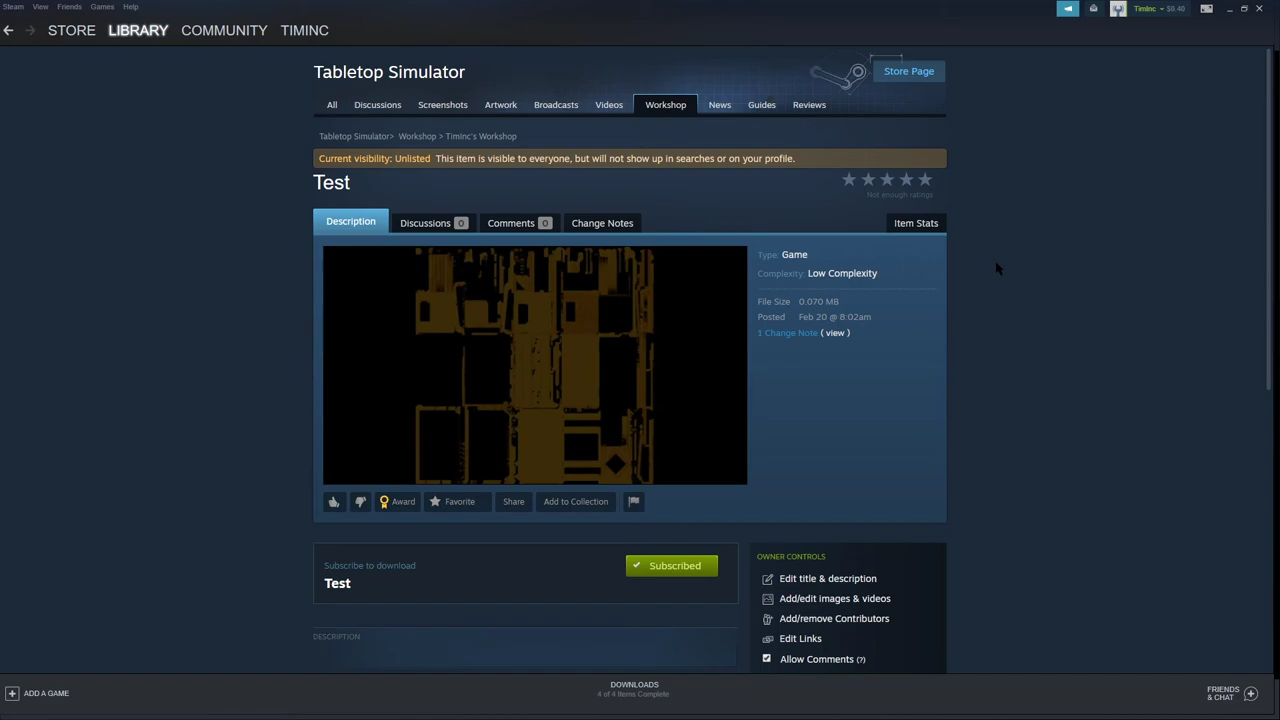 Steam View Friends Games Help TimInc $0.40
STORE LIBRARY COMMUNITY TIMINC
Tabletop Simulator
Store Page
All Discussions Screenshots Artwork Broadcasts Videos Workshop News Guides Reviews
Tabletop Simulator> Workshop > TimInc's Workshop
Current visibility: Unlisted This item is visible to everyone, but will not show up in searches or on your profile.
Test
Not enough ratings
Description Discussions 0 Comments 0 Change Notes Item Stats
Type: Game
Complexity: Low Complexity
File Size 0.070 MB
Posted Feb 20 @ 8:02am
1 Change Note ( view )
Award Favorite Share Add to Collection
Subscribe to download
Test
Subscribed
OWNER CONTROLS
Edit title & description
Add/edit images & videos
Add/remove Contributors
Edit Links
Allow Comments (?)
DESCRIPTION
ADD A GAME
DOWNLOADS
4 of 4 Items Complete
FRIENDS
& CHAT